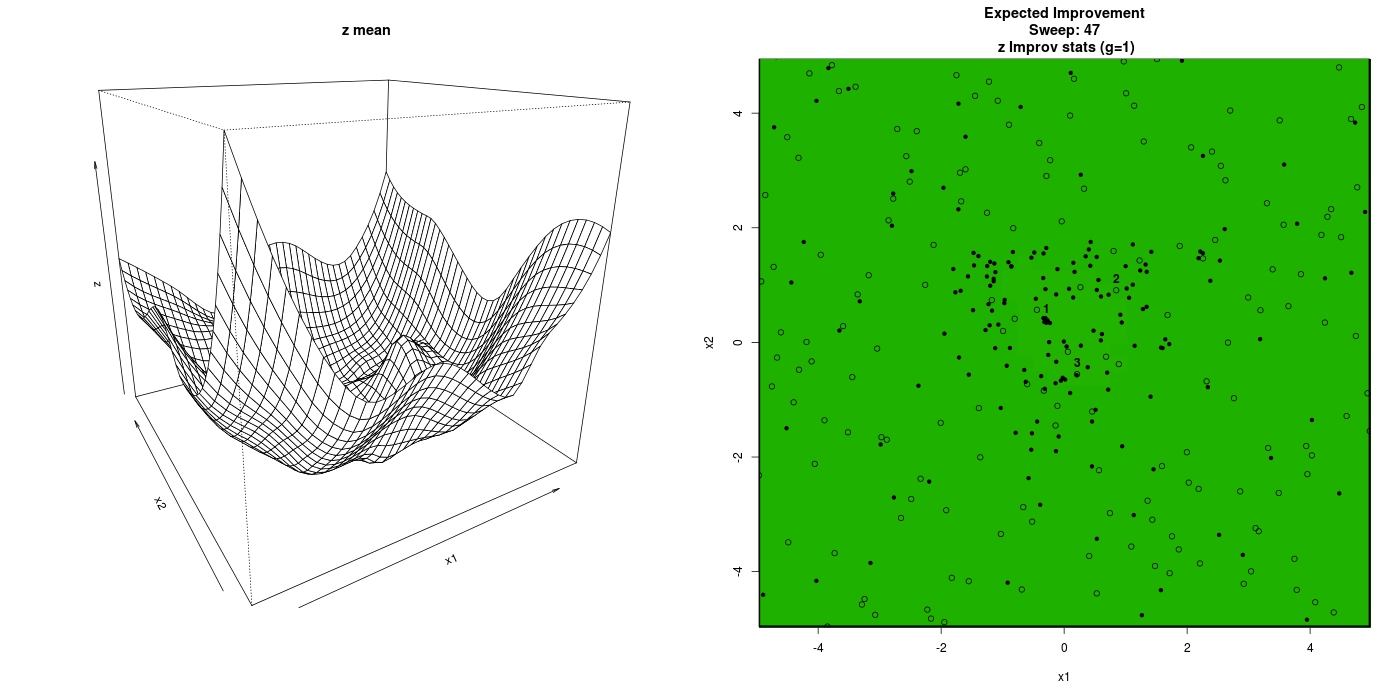 z mean
z
x2
x1
Expected Improvement
Sweep: 47
z Improv stats (g=1)
x2
4
2
0
-2
-4
2
1
3
-4
-2
0
2
4
x1